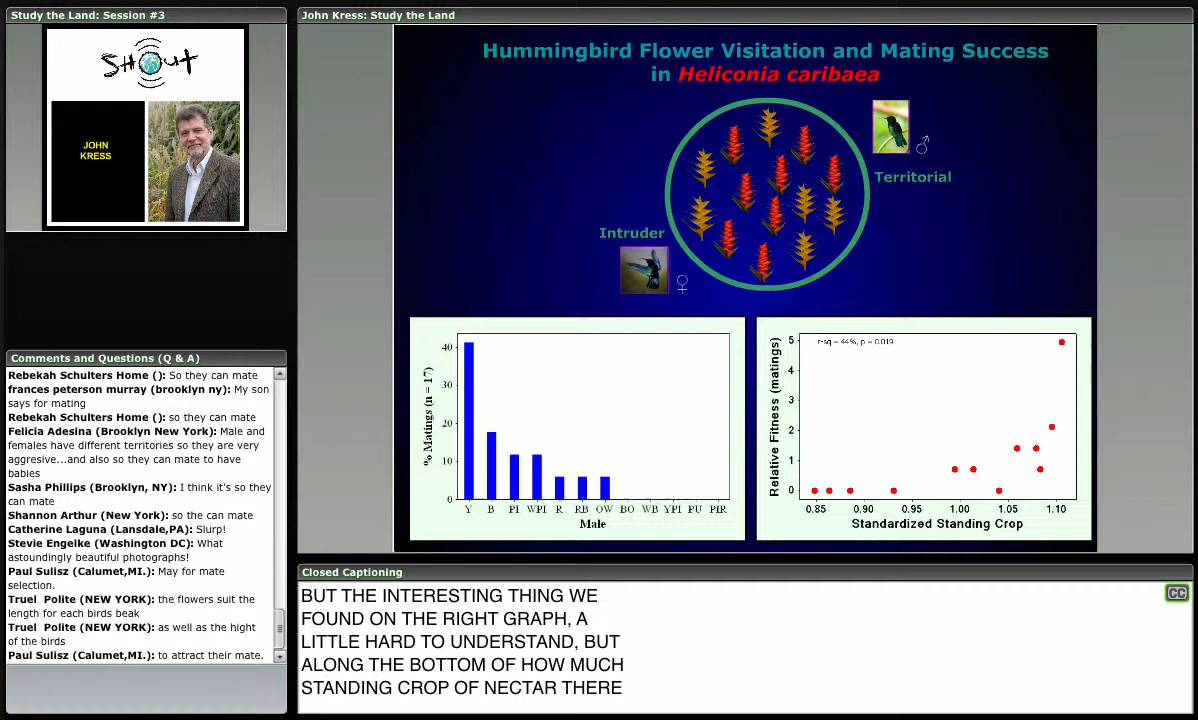 Study the Land: Session #3
SHOUT
JOHN
KRESS
Comments and Questions (Q & A)
Rebekah Schulters Home (): So they can mate
frances peterson murray (brooklyn ny): My son
says for mating
Rebekah Schulters Home (): so they can mate
Felicia Adesina (Brooklyn New York): Male and
females have different territories so they are very
aggresive...and also so they can mate to have
babies
Sasha Phillips (Brooklyn, NY): I think it's so they
can mate
Shannon Arthur (New York): so the can mate
Catherine Laguna (Lansdale,PA): Slurp!
Stevie Engelke (Washington DC): What
astoundingly beautiful photographs!
Paul Sulisz (Calumet,MI.): May for mate
selection.
Truel Polite (NEW YORK): the flowers suit the
length for each birds beak
Truel Polite (NEW YORK): as well as the hight
of the birds
Paul Sulisz (Calumet,MI.): to attract their mate.
John Kress: Study the Land
Hummingbird Flower Visitation and Mating Success
in Heliconia caribaea
♂
Territorial
Intruder
♀
% Matings (n = 17)
40
30
20
10
0
Y B PI WPI R RB OW BO WB YPI PU PIR
Male
r-sq = 44%, p = 0.019
Relative Fitness (matings)
5
4
3
2
1
0
0.85 0.90 0.95 1.00 1.05 1.10
Standardized Standing Crop
Closed Captioning
CC
BUT THE INTERESTING THING WE
FOUND ON THE RIGHT GRAPH, A
LITTLE HARD TO UNDERSTAND, BUT
ALONG THE BOTTOM OF HOW MUCH
STANDING CROP OF NECTAR THERE